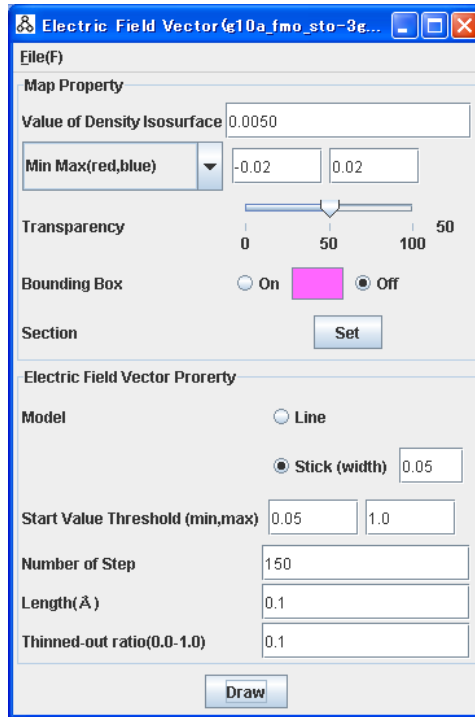 Electric Field Vector(g10a_fmo_sto-3g...
File(F)
Map Property
Value of Density Isosurface 0.0050
Min Max(red,blue) -0.02 0.02
Transparency 50
0 50 100
Bounding Box On Off
Section Set
Electric Field Vector Prorerty
Model Line
Stick (width) 0.05
Start Value Threshold (min,max) 0.05 1.0
Number of Step 150
Length(Å) 0.1
Thinned-out ratio(0.0-1.0) 0.1
Draw